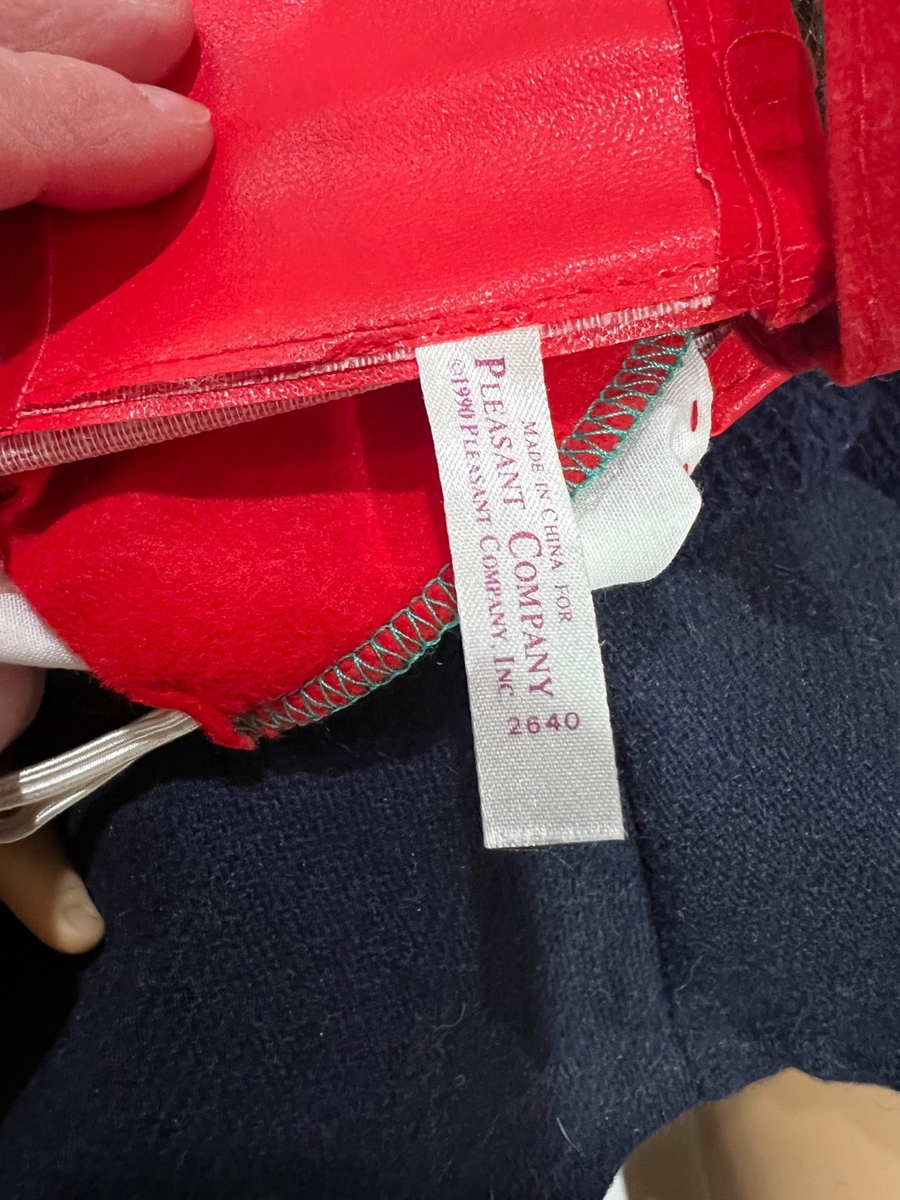 MADE IN CHINA FOR
PLEASANT COMPANY
©1990 PLEASANT COMPANY, INC.
2640